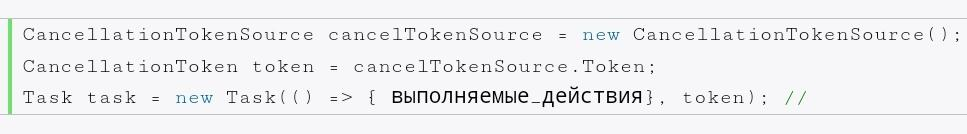 CancellationTokenSource cancelTokenSource = new CancellationTokenSource();
CancellationToken token = cancelTokenSource.Token;
Task task = new Task(() => { выполняемые_действия}, token); //